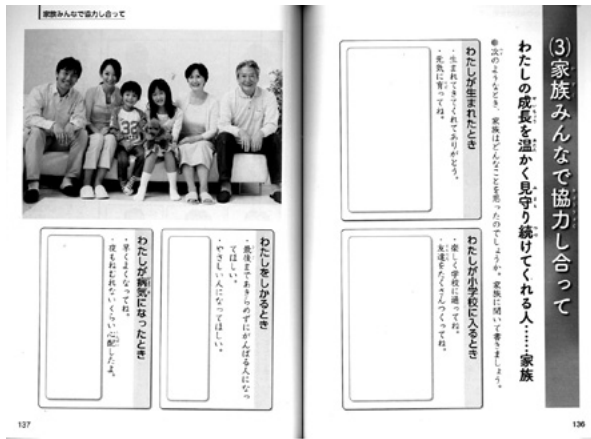 (3)家族みんなで協力し合って
わたしの成長を温かく見守り続けてくれる人……家族
次のようなとき、家族はどんなことを思ったのでしょうか。家族に聞いて書きましょう。
わたしが生まれたとき
・生まれてきてくれてありがとう。
・元気に育ってね。
わたしが小学校に入るとき
・楽しく学校に通ってね。
・友達をたくさんつくってね。
136
家族みんなで協力し合って
わたしをしかるとき
・最後まであきらめずにがんばる人になっ
てほしい。
・やさしい人になってほしい。
わたしが病気になったとき
・早くよくなってね。
・夜もねむれないくらい心配したよ。
137